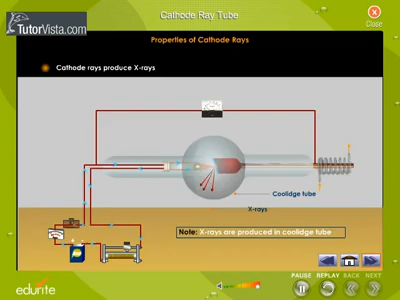 Cathode Ray Tube
Close
TutorVista.com
Properties of Cathode Rays
Cathode rays produce X-rays
Coolidge tube
X-rays
Note: X-rays are produced in coolidge tube
PAUSE REPLAY BACK NEXT
edurite